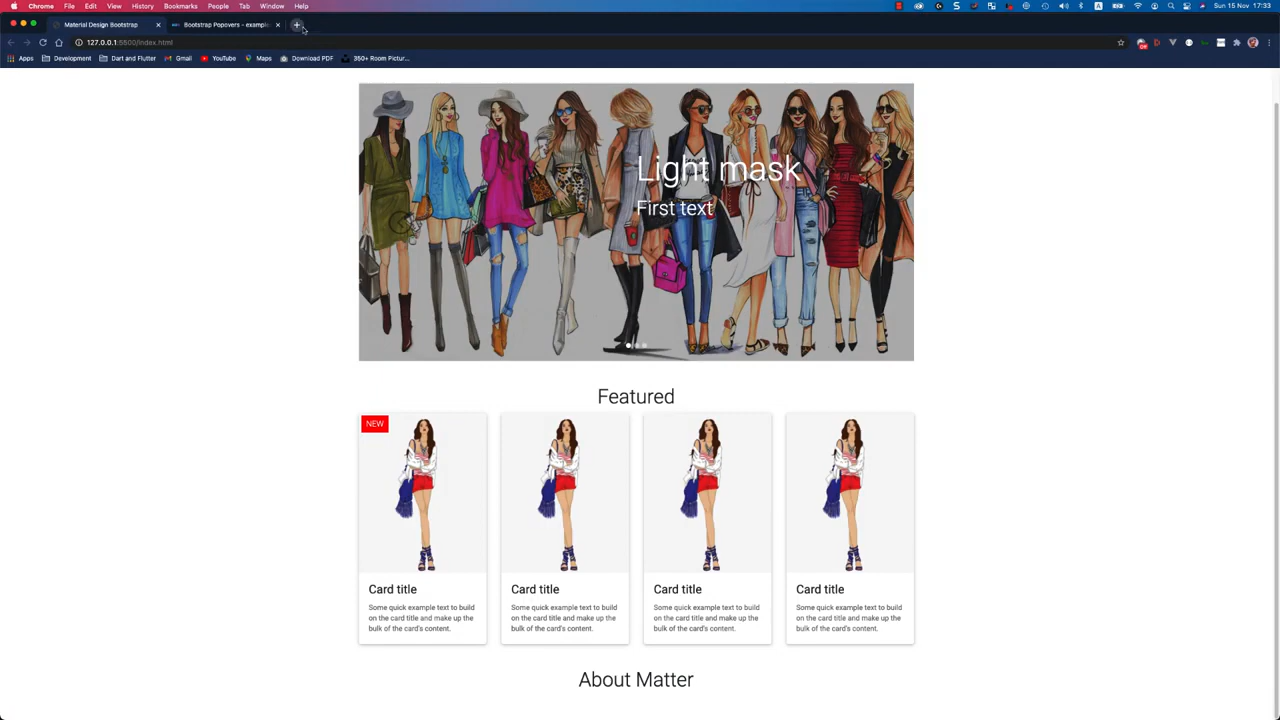 Chrome File Edit View History Bookmarks People Tab Window Help
Sun 15 Nov 17:33
Material Design Bootstrap
Bootstrap Popovers - example
127.0.0.1:5500/index.html
Apps Development Dart and Flutter Gmail YouTube Maps Download PDF 350+ Room Pictur...
Light mask
First text
Featured
NEW
Card title
Some quick example text to build
on the card title and make up the
bulk of the card's content.
Card title
Some quick example text to build
on the card title and make up the
bulk of the card's content.
Card title
Some quick example text to build
on the card title and make up the
bulk of the card's content.
Card title
Some quick example text to build
on the card title and make up the
bulk of the card's content.
About Matter